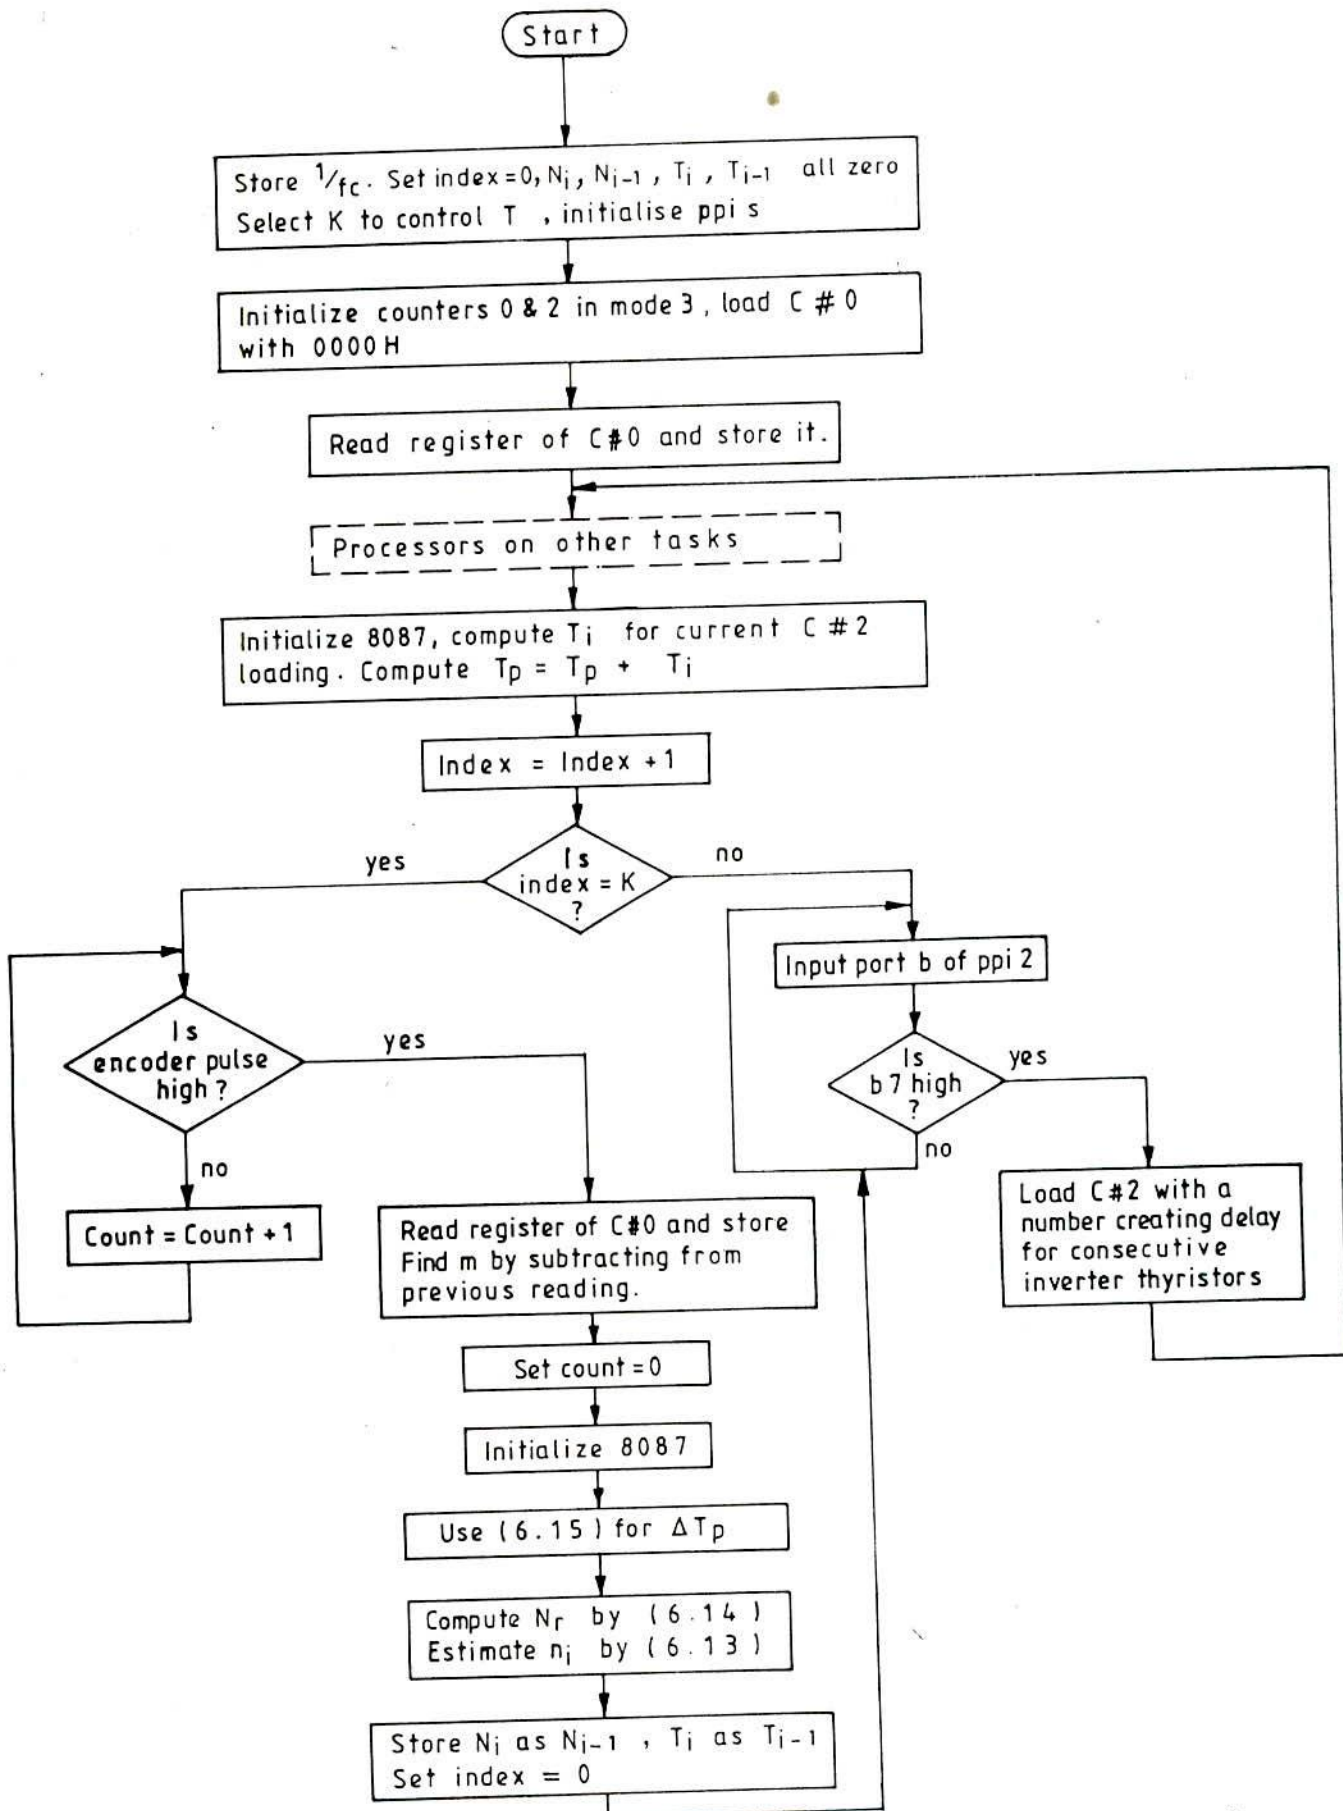 Start
Store 1/fc. Set index=0, Ni, Ni-1, Ti, Ti-1 all zero
Select K to control T , initialise ppi s
Initialize counters 0 & 2 in mode 3, load C # 0
with 0000H
Read register of C#0 and store it.
Processors on other tasks
Initialize 8087, compute Ti for current C # 2
loading. Compute Tp = Tp + Ti
Index = Index + 1
Is
index = K
?
yes
no
Input port b of ppi 2
Is
encoder pulse
high ?
yes
no
Count = Count + 1
Is
b7 high
?
yes
no
Load C#2 with a
number creating delay
for consecutive
inverter thyristors
Read register of C#0 and store
Find m by subtracting from
previous reading.
Set count = 0
Initialize 8087
Use (6.15) for ΔTp
Compute Nr by (6.14)
Estimate ni by (6.13)
Store Ni as Ni-1 , Ti as Ti-1
Set index = 0